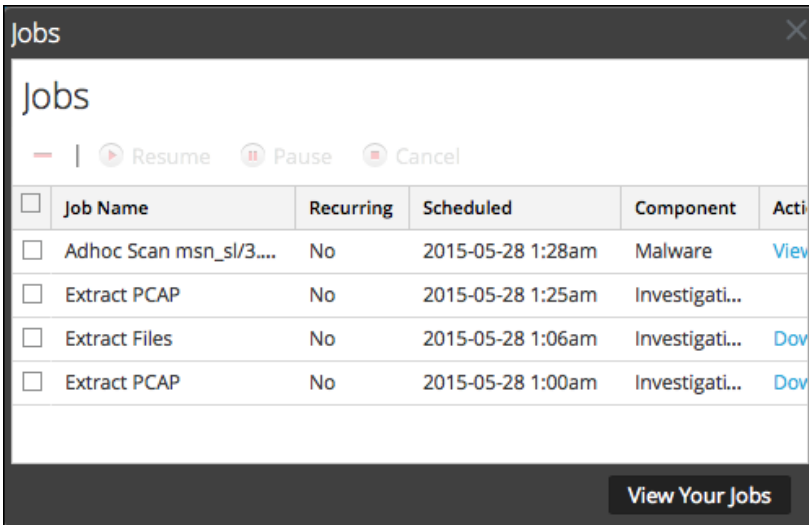 Jobs
Jobs
Resume Pause Cancel
Job Name Recurring Scheduled Component Acti
Adhoc Scan msn_sl/3.... No 2015-05-28 1:28am Malware View
Extract PCAP No 2015-05-28 1:25am Investigati...
Extract Files No 2015-05-28 1:06am Investigati... Dow
Extract PCAP No 2015-05-28 1:00am Investigati... Dow
View Your Jobs